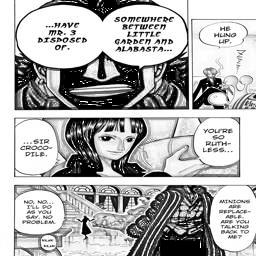 ...HAVE
MR. 3
DISPOSED
OF.
SOMEWHERE
BETWEEN
LITTLE
GARDEN AND
ALABASTA...
HE
HUNG
UP.
...SIR
CROCO-
DILE.
YOU'RE
SO
RUTH-
LESS...
NO, NO...
I'LL DO
AS YOU
SAY. NO
PROBLEM.
MINIONS
ARE
REPLACE-
ABLE.
ARE YOU
TALKING
BACK TO
ME?